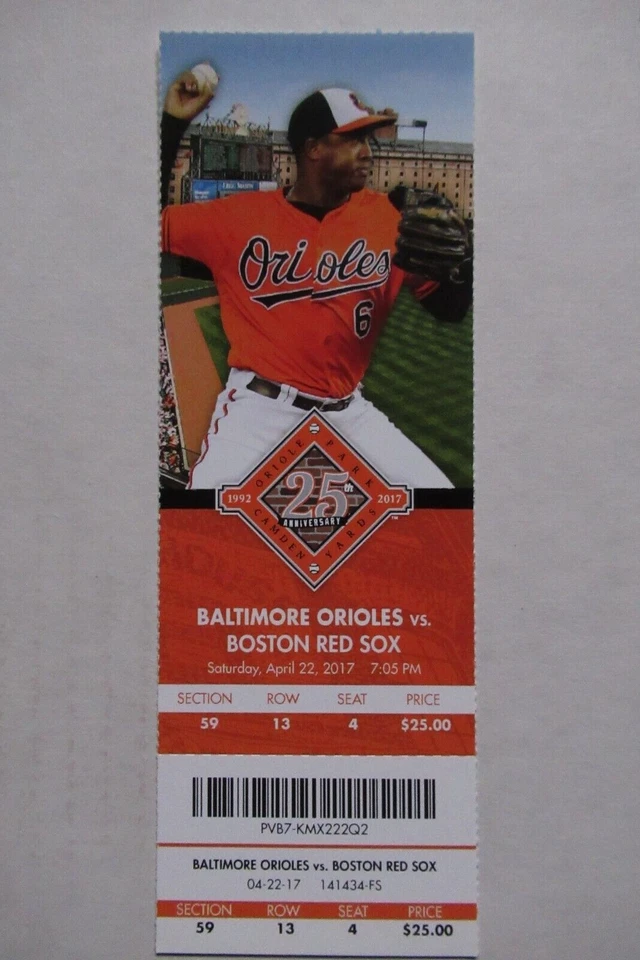 Orioles
6
ORIOLE PARK
1992 25th 2017
ANNIVERSARY
CAMDEN YARDS
TM
BALTIMORE ORIOLES vs.
BOSTON RED SOX
Saturday, April 22, 2017 7:05 PM
SECTION ROW SEAT PRICE
59 13 4 $25.00
PVB7-KMX222Q2
BALTIMORE ORIOLES vs. BOSTON RED SOX
04-22-17 141434-FS
SECTION ROW SEAT PRICE
59 13 4 $25.00